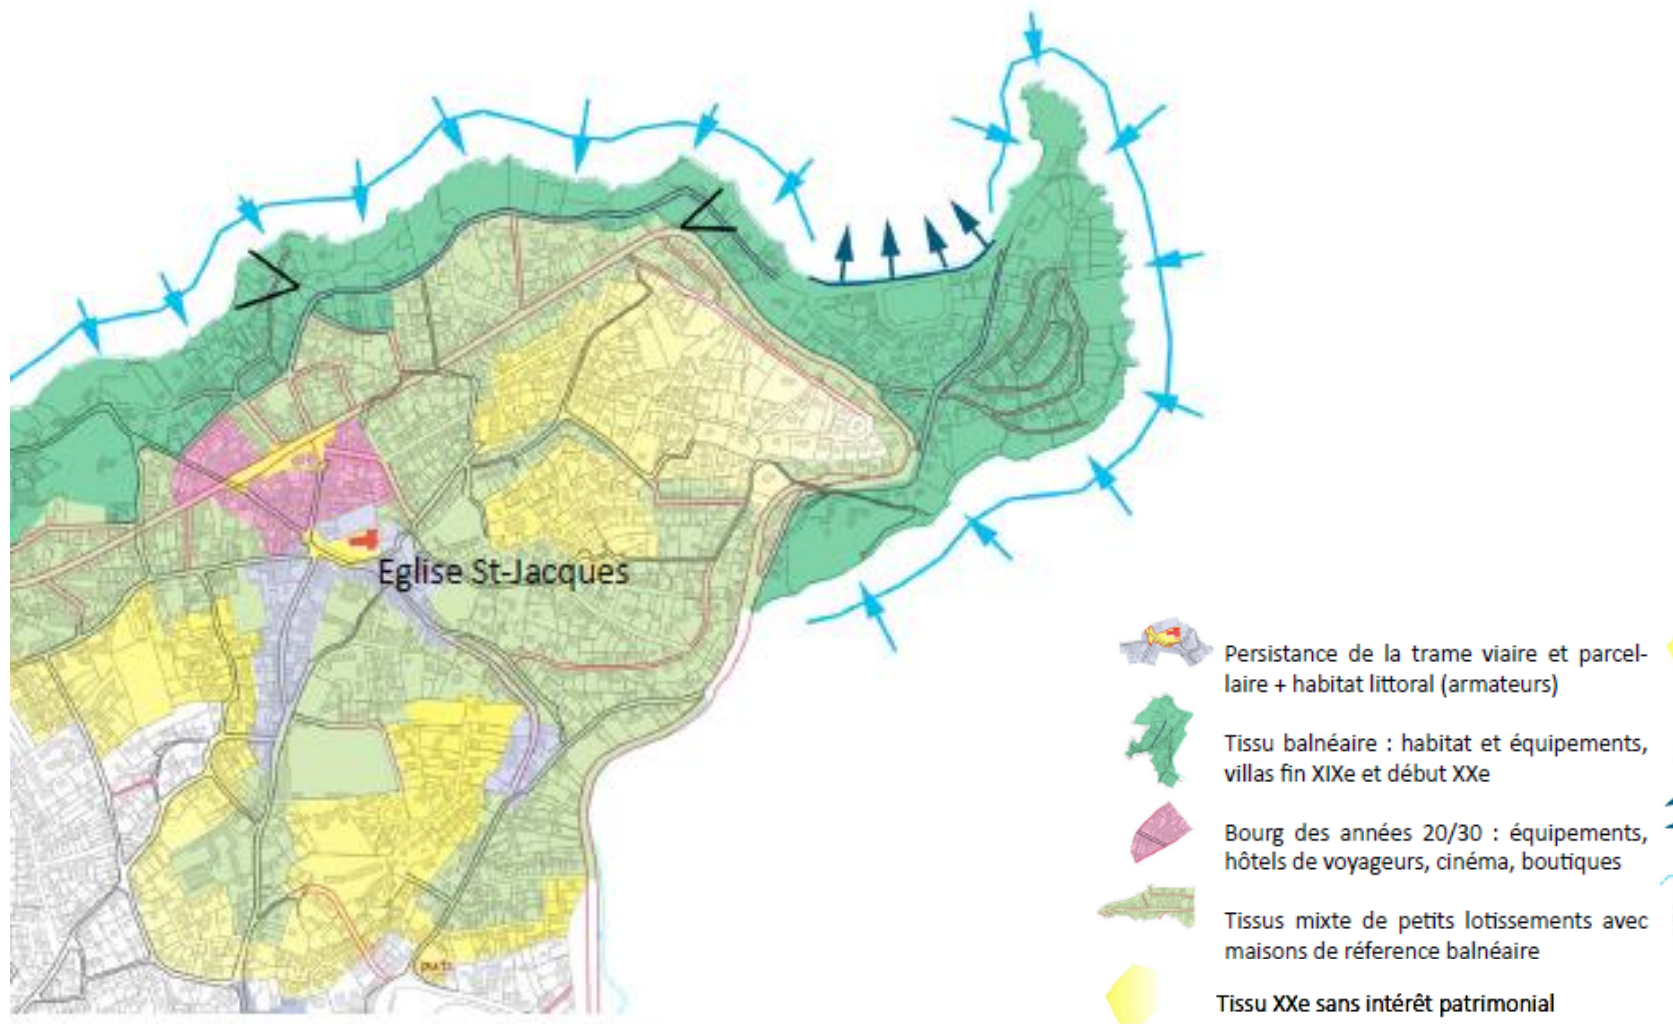 Eglise St-Jacques
Persistance de la trame viaire et parcel-
laire + habitat littoral (armateurs)
Tissu balnéaire : habitat et équipements,
villas fin XIXe et début XXe
Bourg des années 20/30 : équipements,
hôtels de voyageurs, cinéma, boutiques
Tissus mixte de petits lotissements avec
maisons de réference balnéaire
Tissu XXe sans intérêt patrimonial